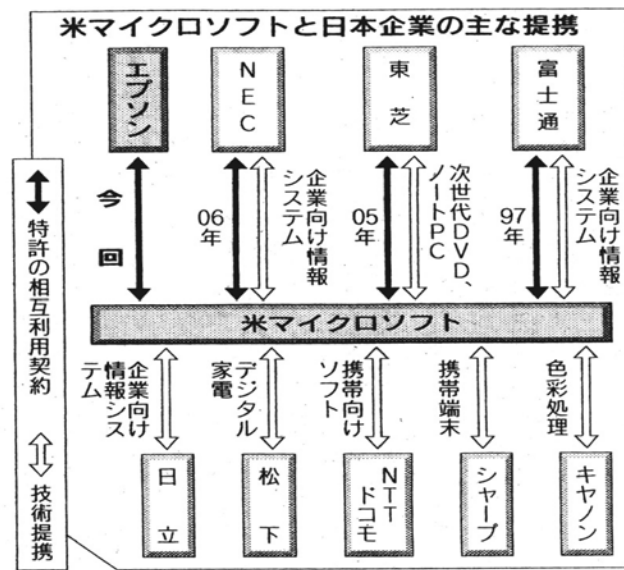 米マイクロソフトと日本企業の主な提携
エプソン
NEC
東芝
富士通
今回
06年
企業向け情報
システム
05年
次世代DVD、
ノートPC
97年
企業向け情報
システム
米マイクロソフト
企業向け
情報シス
テム
デジタル
家電
携帯向け
ソフト
携帯端末
色彩処理
日立
松下
NTT
ドコモ
シャープ
キヤノン
特許の相互利用契約
技術提携